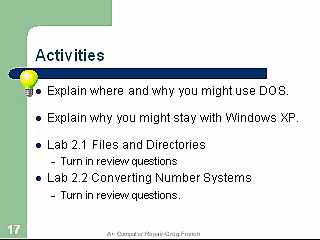 Activities
Explain where and why you might use DOS.
Explain why you might stay with Windows XP.
Lab 2.1 Files and Directories
– Turn in review questions
Lab 2.2 Converting Number Systems
– Turn in review questions.
17
A+ Computer Repair-Greg French